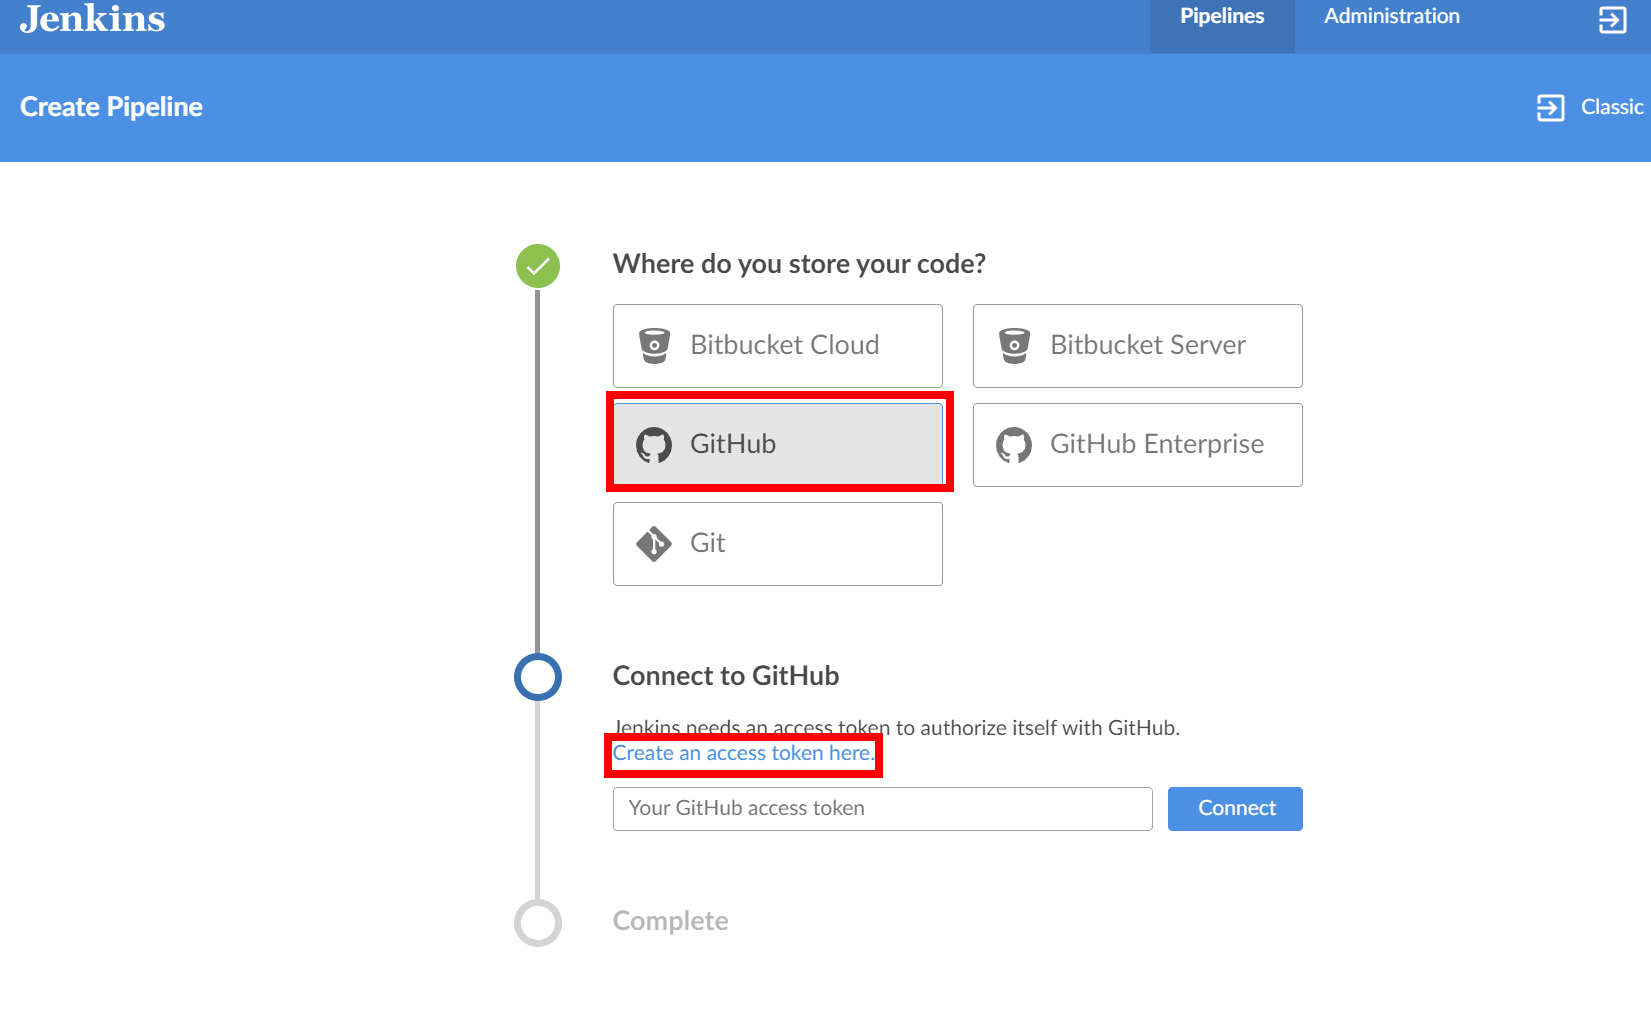 Jenkins
Pipelines
Administration
Create Pipeline
Classic
Where do you store your code?
Bitbucket Cloud
Bitbucket Server
GitHub
GitHub Enterprise
Git
Connect to GitHub
Jenkins needs an access token to authorize itself with GitHub.
Create an access token here.
Your GitHub access token
Connect
Complete